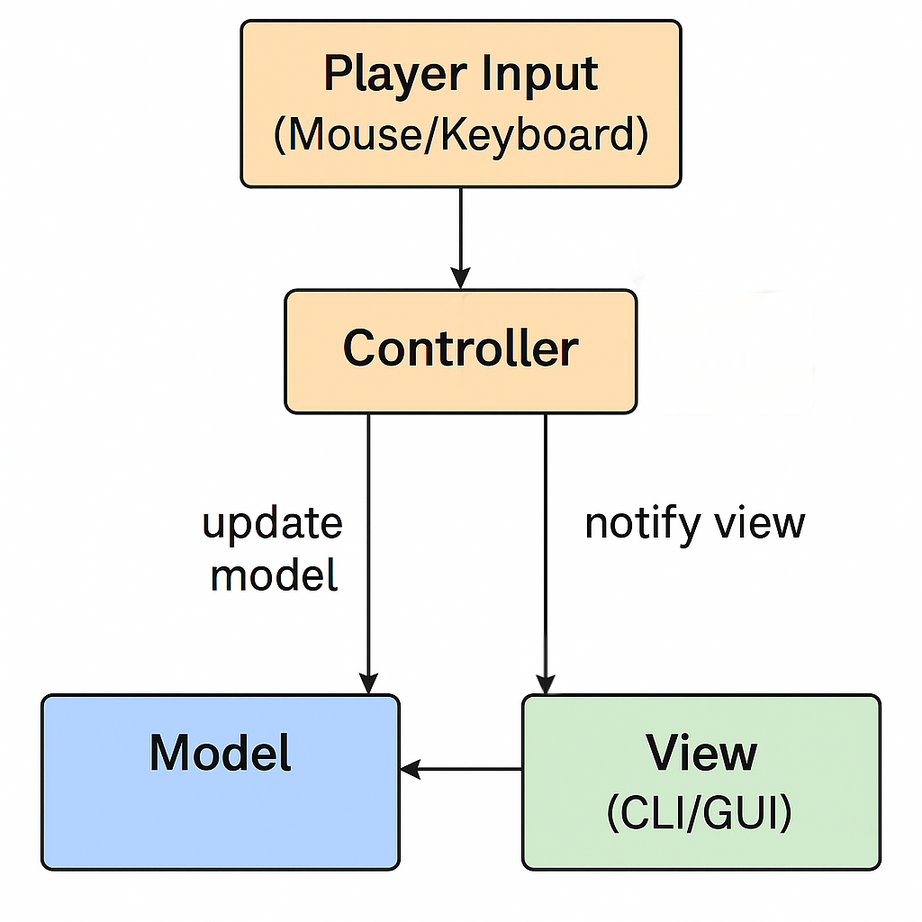 Player Input
(Mouse/Keyboard)
Controller
update
model
notify view
Model
View
(CLI/GUI)